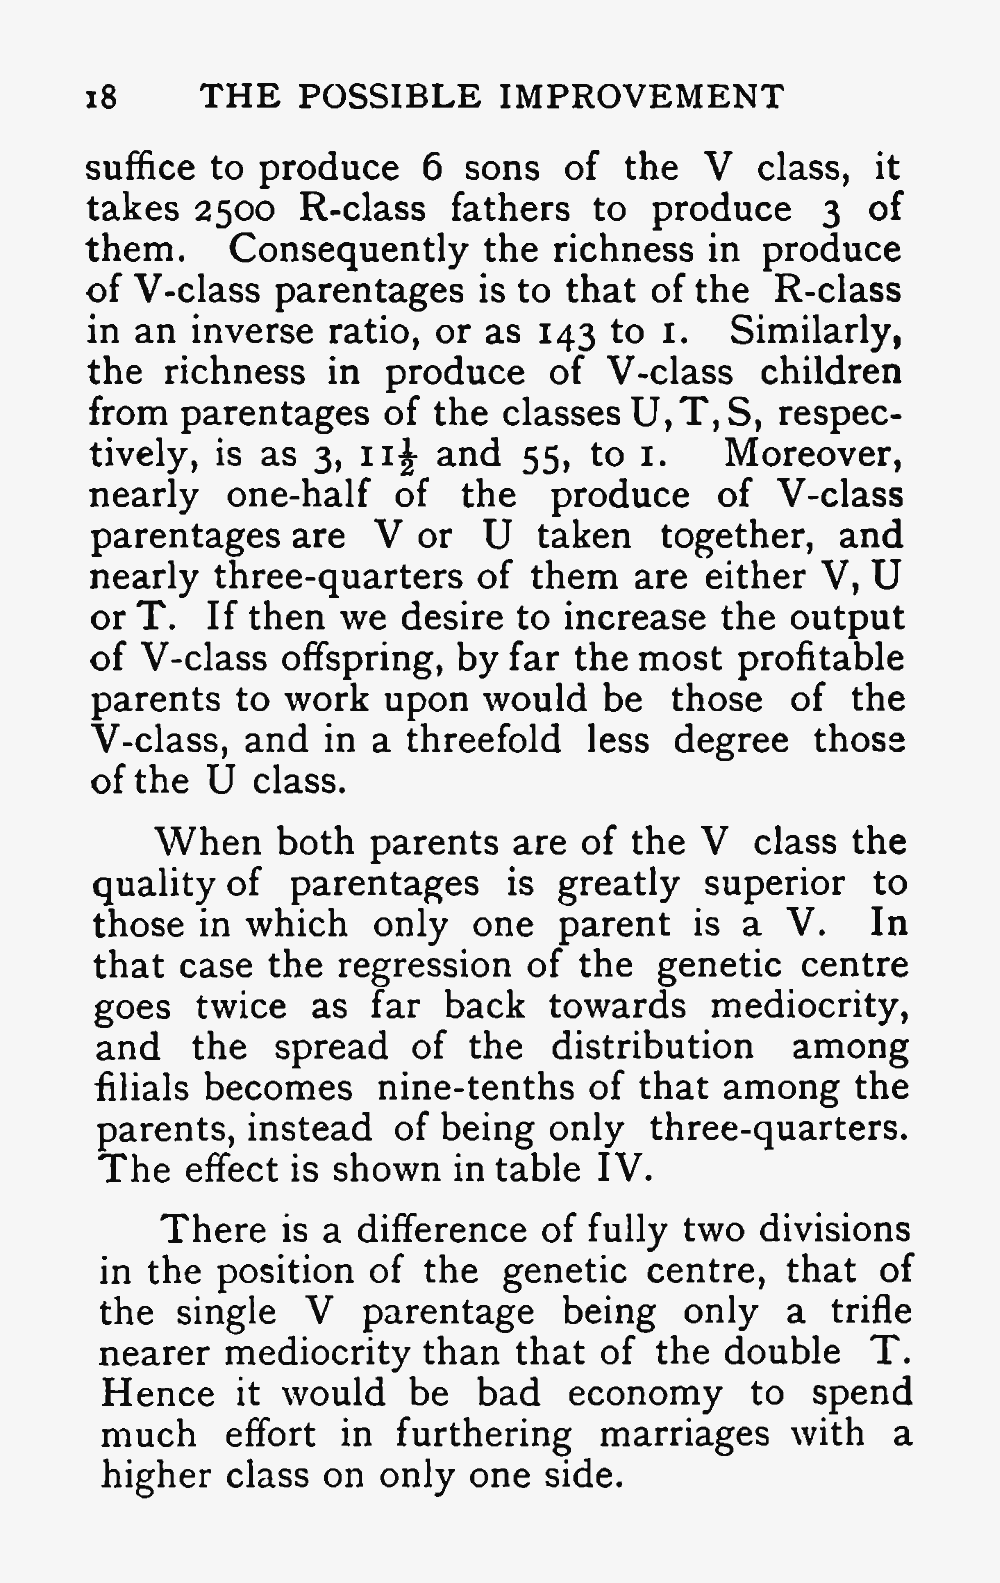 18 THE POSSIBLE IMPROVEMENT
suffice to produce 6 sons of the V class, it
takes 2500 R-class fathers to produce 3 of
them. Consequently the richness in produce
of V-class parentages is to that of the R-class
in an inverse ratio, or as 143 to 1. Similarly,
the richness in produce of V-class children
from parentages of the classes U, T, S, respec-
tively, is as 3, 11½ and 55, to 1. Moreover,
nearly one-half of the produce of V-class
parentages are V or U taken together, and
nearly three-quarters of them are either V, U
or T. If then we desire to increase the output
of V-class offspring, by far the most profitable
parents to work upon would be those of the
V-class, and in a threefold less degree those
of the U class.
When both parents are of the V class the
quality of parentages is greatly superior to
those in which only one parent is a V. In
that case the regression of the genetic centre
goes twice as far back towards mediocrity,
and the spread of the distribution among
filials becomes nine-tenths of that among the
parents, instead of being only three-quarters.
The effect is shown in table IV.
There is a difference of fully two divisions
in the position of the genetic centre, that of
the single V parentage being only a trifle
nearer mediocrity than that of the double T.
Hence it would be bad economy to spend
much effort in furthering marriages with a
higher class on only one side.